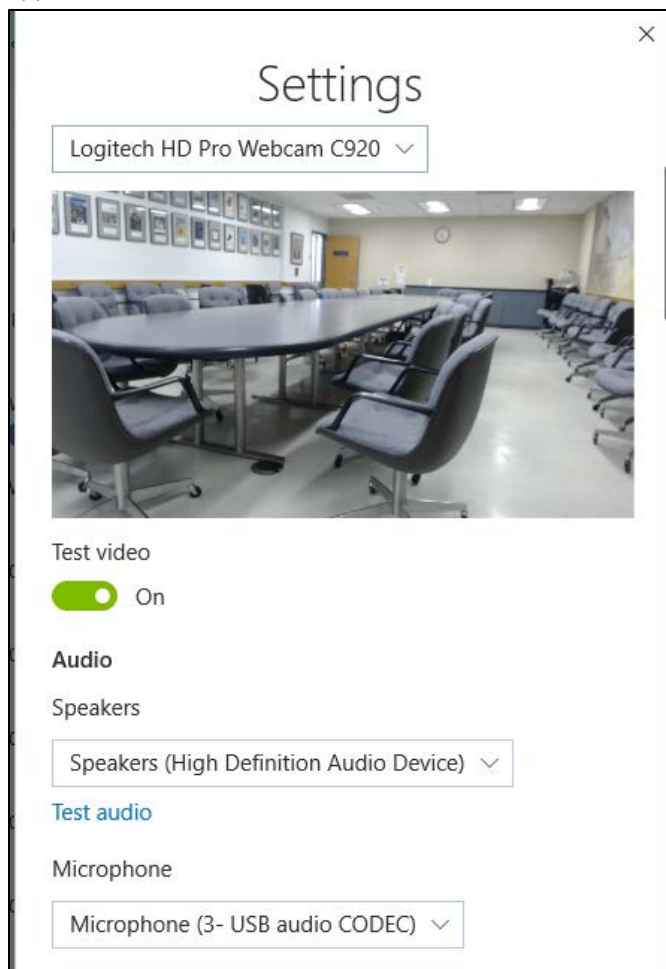 Settings
Logitech HD Pro Webcam C920
Test video
On
Audio
Speakers
Speakers (High Definition Audio Device)
Test audio
Microphone
Microphone (3- USB audio CODEC)